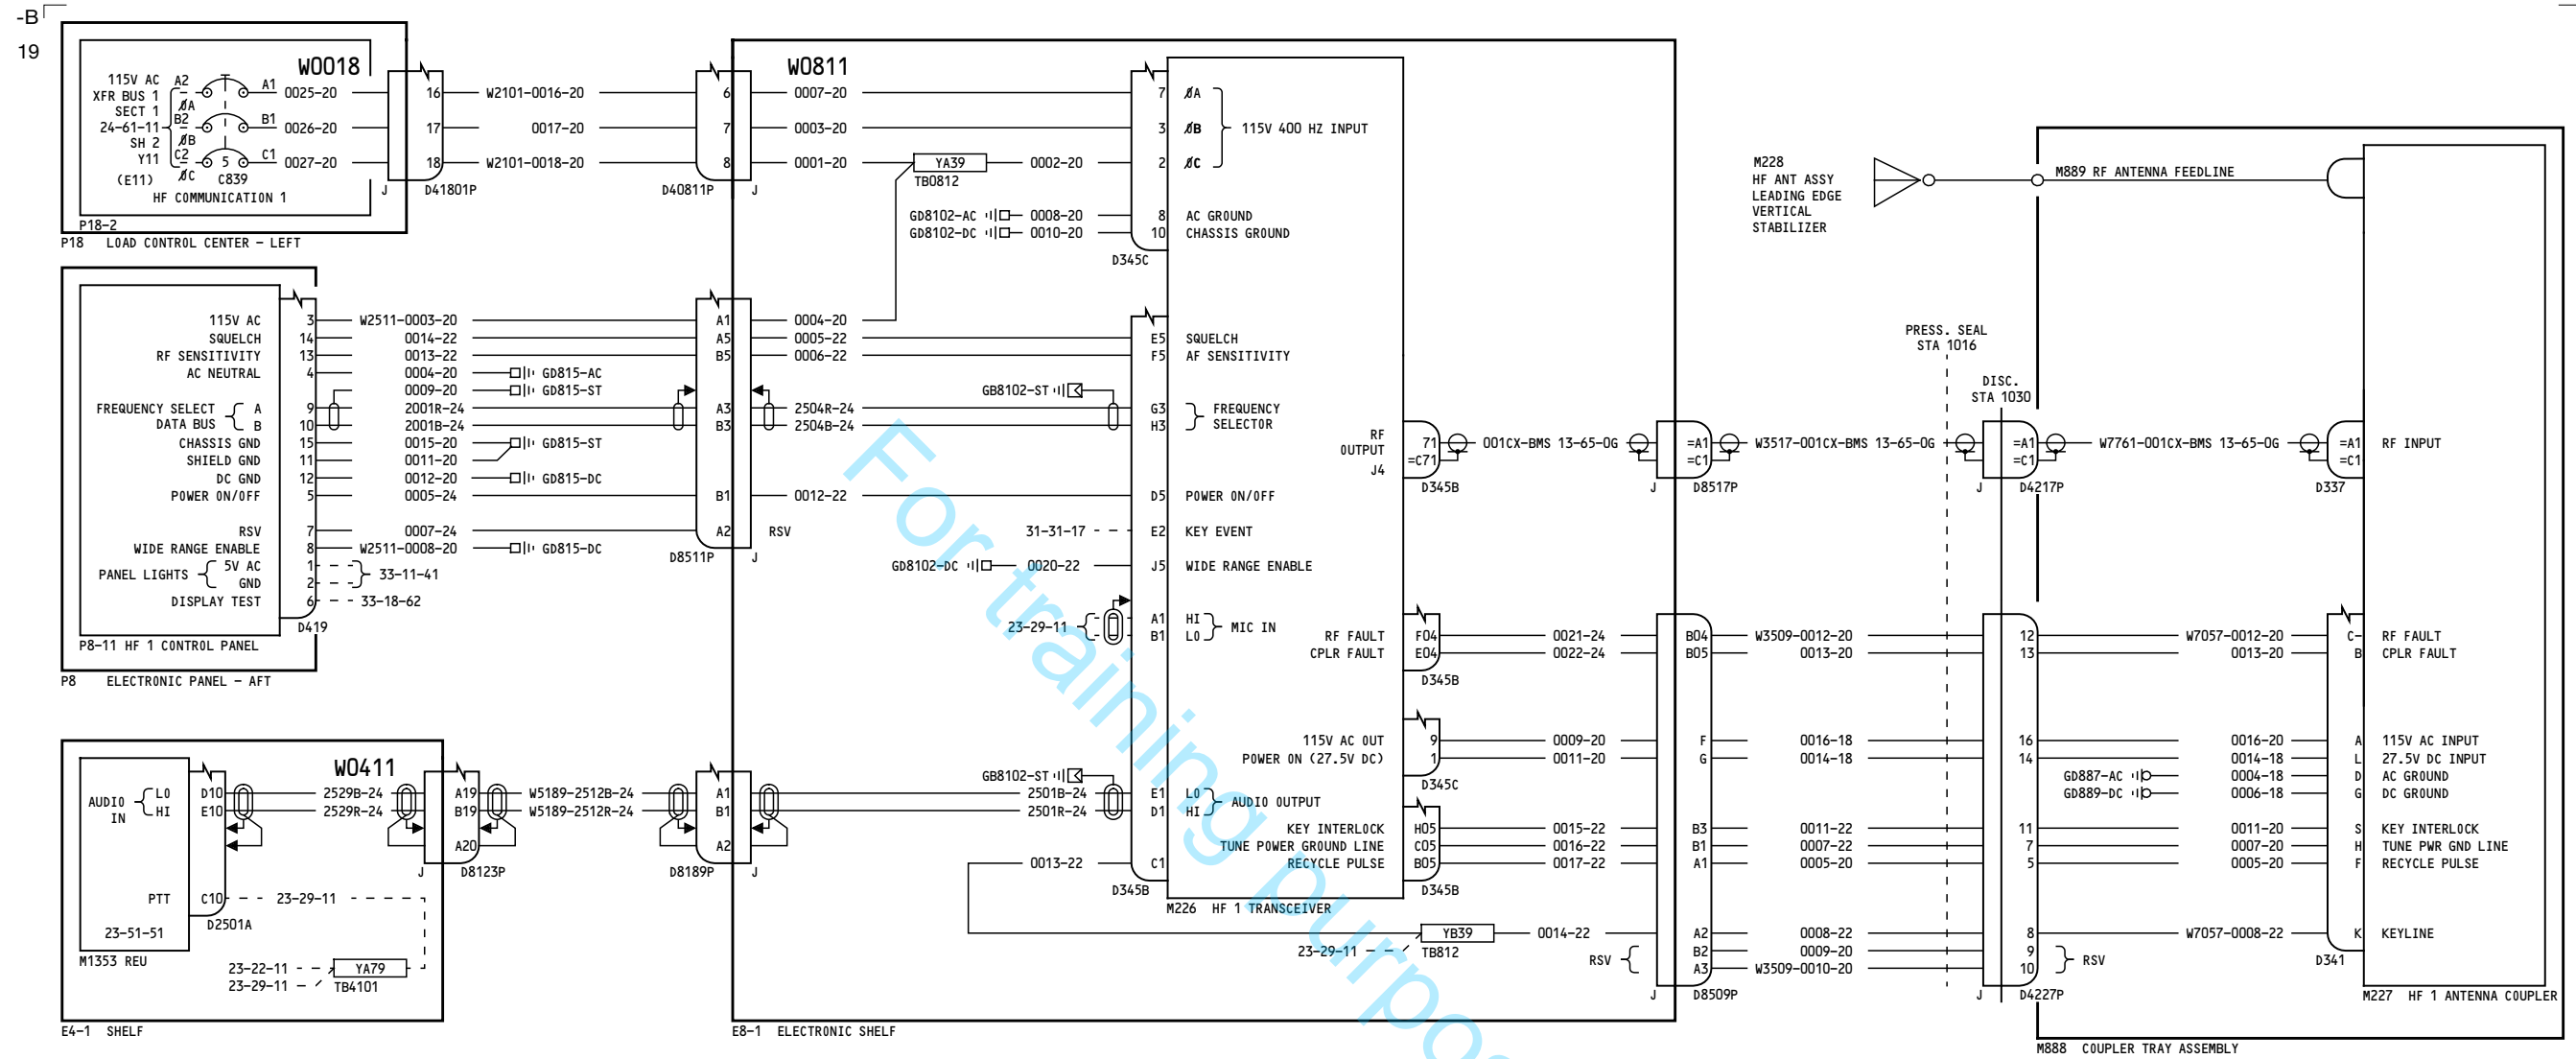 -B
19
W0018
115V AC
XFR BUS 1
SECT 1
24-61-11
SH 2
Y11
(E11)
A2 A1 0025-20
ØA
B2 B1 0026-20
ØB
C2 5 C1 0027-20
ØC C839
HF COMMUNICATION 1
P18-2
P18 LOAD CONTROL CENTER - LEFT
16 W2101-0016-20 6
17 0017-20 7
18 W2101-0018-20 8
J D41801P D40811P J
W0811
0007-20 7 ØA
0003-20 3 ØB 115V 400 HZ INPUT
0001-20 YA39 0002-20 2 ØC
TB0812
GD8102-AC 0008-20 8 AC GROUND
GD8102-DC 0010-20 10 CHASSIS GROUND
D345C
115V AC 3 W2511-0003-20 A1 0004-20
SQUELCH 14 0014-22 A5 0005-22 E5 SQUELCH
RF SENSITIVITY 13 0013-22 B5 0006-22 F5 AF SENSITIVITY
AC NEUTRAL 4 0004-20 GD815-AC
0009-20 GD815-ST GB8102-ST
FREQUENCY SELECT A 9 2001R-24 A3 2504R-24 G3 FREQUENCY
DATA BUS B 10 2001B-24 B3 2504B-24 H3 SELECTOR
CHASSIS GND 15 0015-20 GD815-ST
SHIELD GND 11 0011-20
DC GND 12 0012-20 GD815-DC
POWER ON/OFF 5 0005-24 B1 0012-22 D5 POWER ON/OFF
RSV 7 0007-24 A2 RSV 31-31-17 E2 KEY EVENT
WIDE RANGE ENABLE 8 W2511-0008-20 GD815-DC
D8511P J
PANEL LIGHTS 5V AC 1 33-11-41
GND 2
DISPLAY TEST 6 33-18-62
D419
P8-11 HF 1 CONTROL PANEL
P8 ELECTRONIC PANEL - AFT
GD8102-DC 0020-22 J5 WIDE RANGE ENABLE
23-29-11 A1 HI MIC IN
B1 LO
W0411
AUDIO IN LO D10 2529B-24 A19 W5189-2512B-24 A1 2501B-24 E1 LO AUDIO OUTPUT
HI E10 2529R-24 B19 W5189-2512R-24 B1 2501R-24 D1 HI
GB8102-ST
A20 A2
J D8123P D8189P J
0013-22 C1
D345B
PTT C10 23-29-11
D2501A
23-51-51
M1353 REU
23-22-11 YA79
23-29-11 TB4101
E4-1 SHELF
RF OUTPUT J4
71 001CX-BMS 13-65-0G =A1 W3517-001CX-BMS 13-65-0G =A1 W7761-001CX-BMS 13-65-0G =A1 RF INPUT
=C71 =C1 =C1 =C1
D345B J D8517P J D4217P D337
RF FAULT F04 0021-24 B04 W3509-0012-20 12 W7057-0012-20 C- RF FAULT
CPLR FAULT E04 0022-24 B05 0013-20 13 0013-20 B CPLR FAULT
D345B
115V AC OUT 9 0009-20 F 0016-18 16 0016-20 A 115V AC INPUT
POWER ON (27.5V DC) 1 0011-20 G 0014-18 14 0014-18 L 27.5V DC INPUT
D345C
GD887-AC 0004-18 D AC GROUND
GD889-DC 0006-18 G DC GROUND
KEY INTERLOCK H05 0015-22 B3 0011-22 11 0011-20 S KEY INTERLOCK
TUNE POWER GROUND LINE C05 0016-22 B1 0007-22 7 0007-20 H TUNE PWR GND LINE
RECYCLE PULSE B05 0017-22 A1 0005-20 5 0005-20 F RECYCLE PULSE
D345B
M226 HF 1 TRANSCEIVER
YB39 0014-22 A2 0008-22 8 W7057-0008-22 K KEYLINE
23-29-11 TB812
RSV B2 0009-20 9 RSV
A3 W3509-0010-20 10
J D8509P J D4227P D341
E8-1 ELECTRONIC SHELF
M228
HF ANT ASSY
LEADING EDGE
VERTICAL
STABILIZER
M889 RF ANTENNA FEEDLINE
PRESS. SEAL
STA 1016
DISC.
STA 1030
M227 HF 1 ANTENNA COUPLER
M888 COUPLER TRAY ASSEMBLY
For training